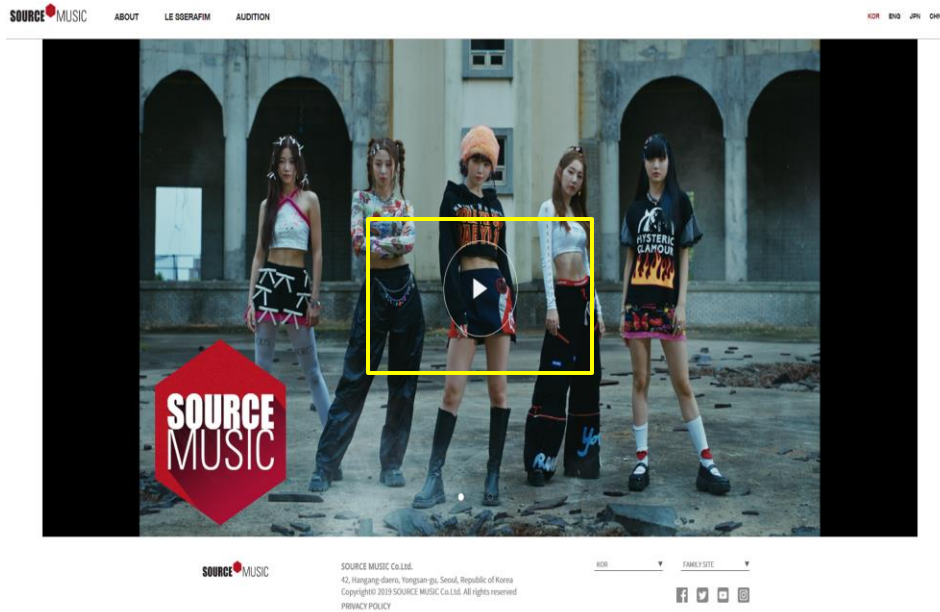 SOURCE MUSIC ABOUT LE SSERAFIM AUDITION KOR ENG JPN CHN
HYSTERIC
GLAMOUR
SOURCE
MUSIC
SOURCE MUSIC
SOURCE MUSIC Co.Ltd.
42, Hangang-daero, Yongsan-gu, Seoul, Republic of Korea
Copyright© 2019 SOURCE MUSIC Co.Ltd. All rights reserved
PRIVACY POLICY
KOR FAMILY SITE